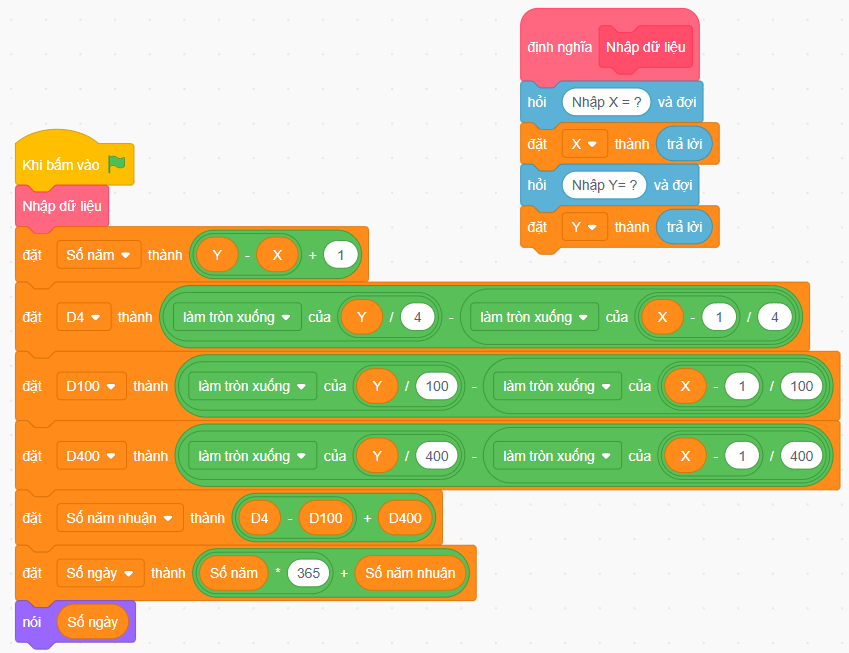 định nghĩa Nhập dữ liệu
hỏi Nhập X = ? và đợi
đặt X thành trả lời
hỏi Nhập Y= ? và đợi
đặt Y thành trả lời
Khi bấm vào
Nhập dữ liệu
đặt Số năm thành Y - X + 1
đặt D4 thành làm tròn xuống của Y / 4 - làm tròn xuống của X - 1 / 4
đặt D100 thành làm tròn xuống của Y / 100 - làm tròn xuống của X - 1 / 100
đặt D400 thành làm tròn xuống của Y / 400 - làm tròn xuống của X - 1 / 400
đặt Số năm nhuận thành D4 - D100 + D400
đặt Số ngày thành Số năm * 365 + Số năm nhuận
nói Số ngày